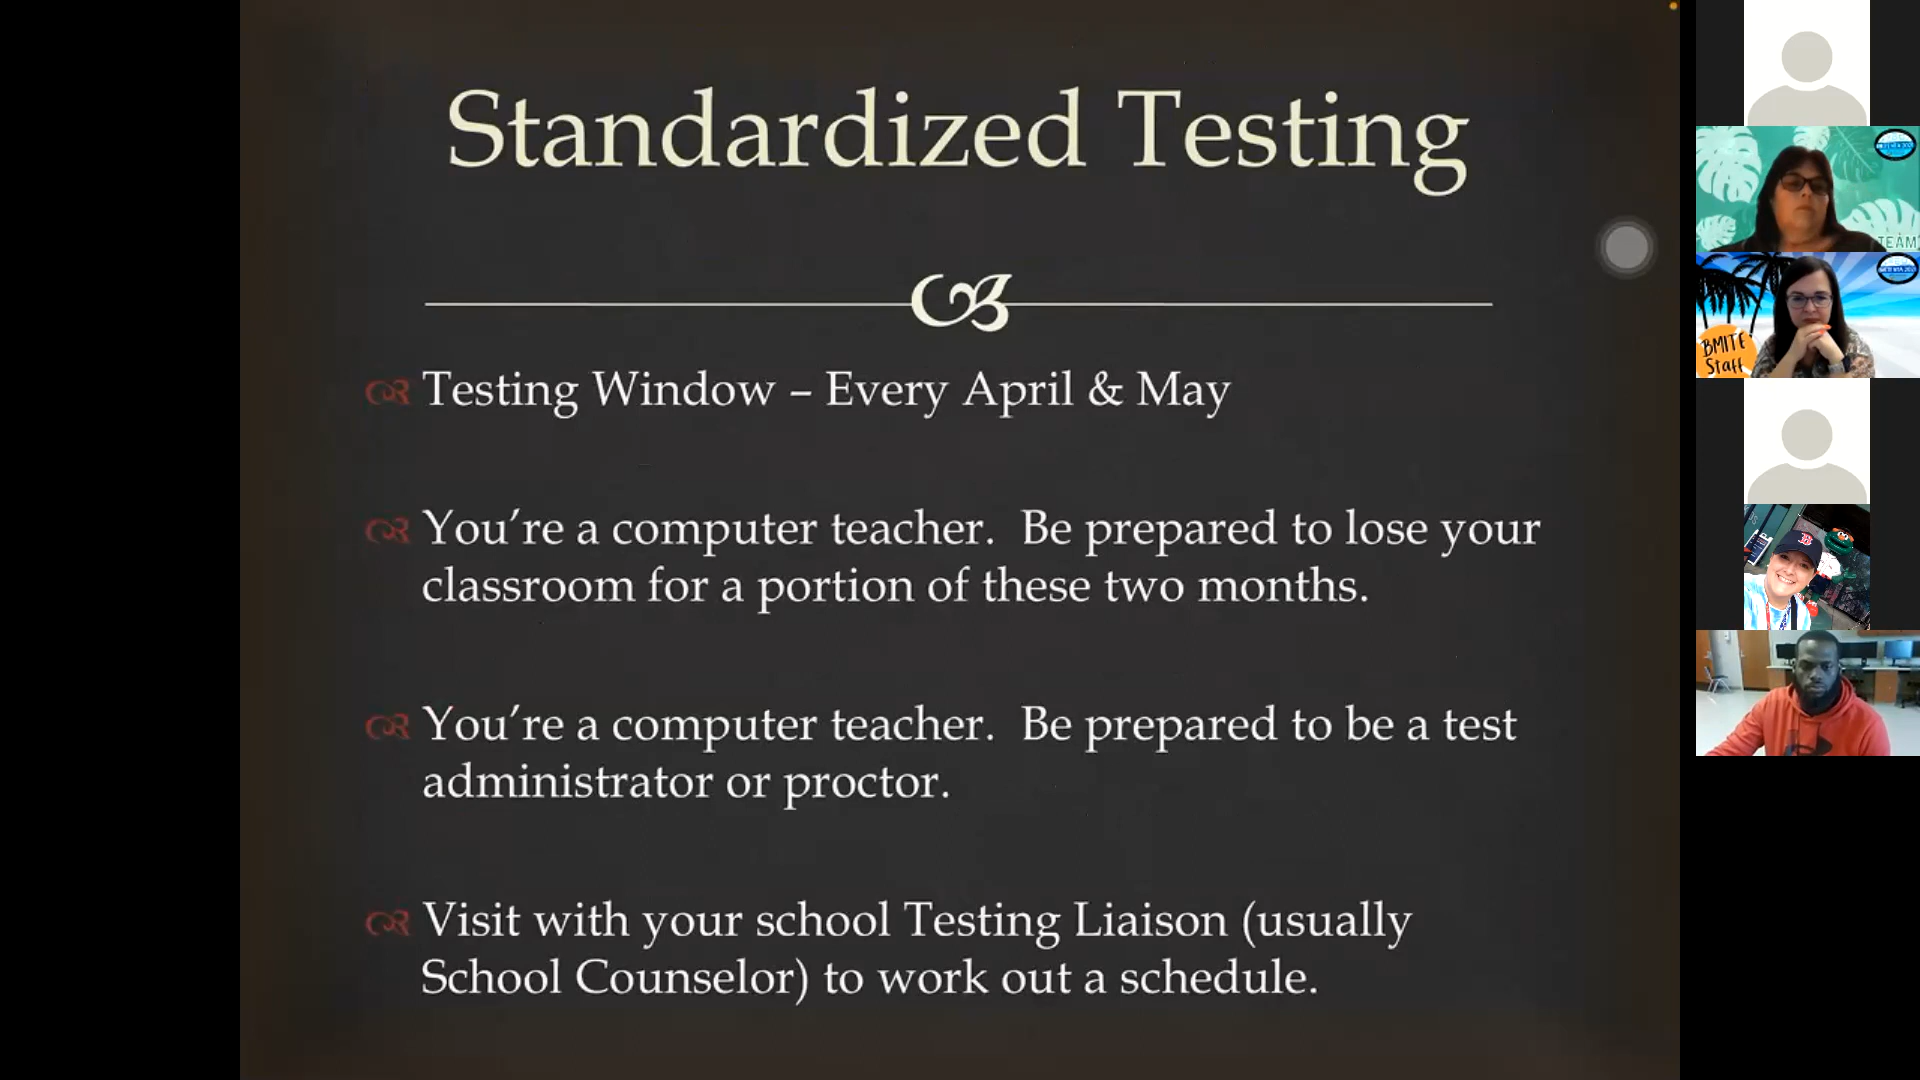 Standardized Testing
Testing Window – Every April & May
You’re a computer teacher.  Be prepared to lose your
classroom for a portion of these two months.
You’re a computer teacher.  Be prepared to be a test
administrator or proctor.
Visit with your school Testing Liaison (usually
School Counselor) to work out a schedule.
TEAM
BMITE
Staff
B